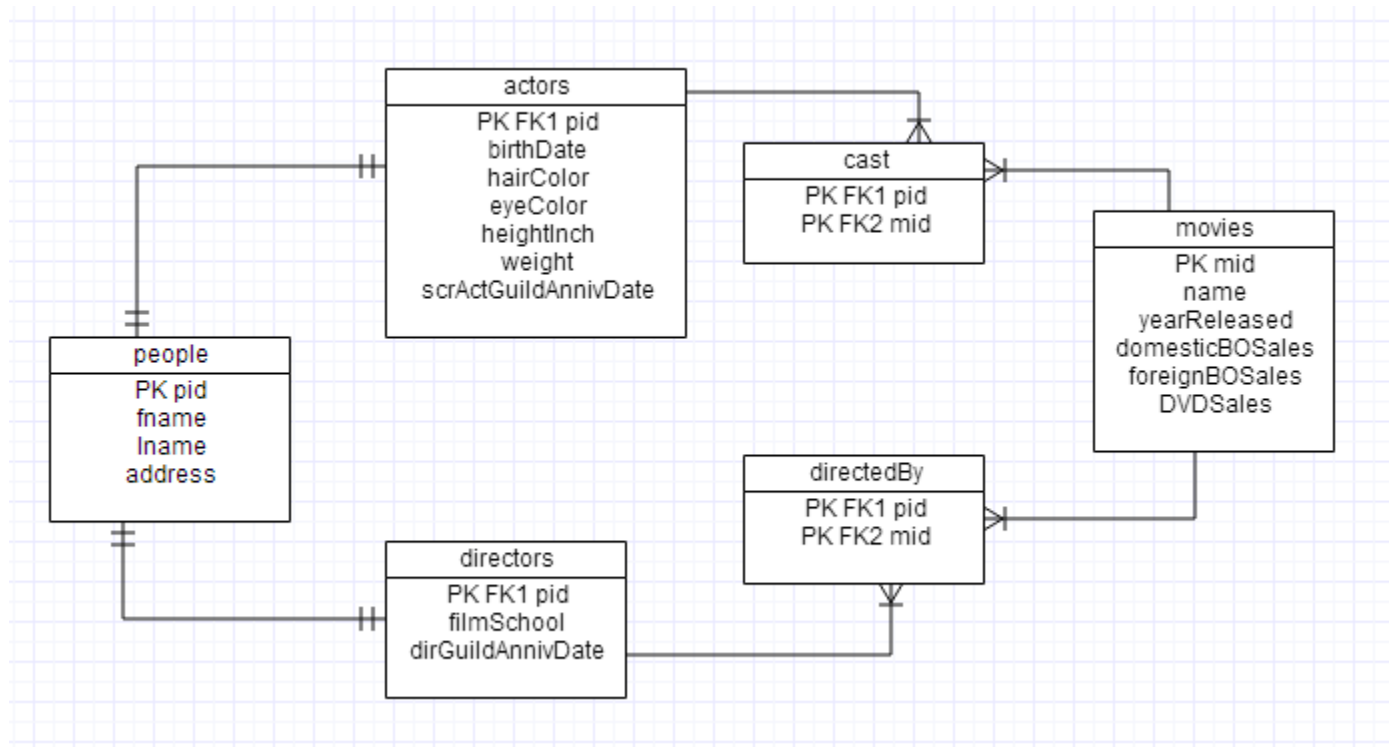 actors
PK FK1 pid
birthDate
hairColor
eyeColor
heightInch
weight
scrActGuildAnnivDate
cast
PK FK1 pid
PK FK2 mid
movies
PK mid
name
yearReleased
domesticBOSales
foreignBOSales
DVDSales
people
PK pid
fname
lname
address
directedBy
PK FK1 pid
PK FK2 mid
directors
PK FK1 pid
filmSchool
dirGuildAnnivDate